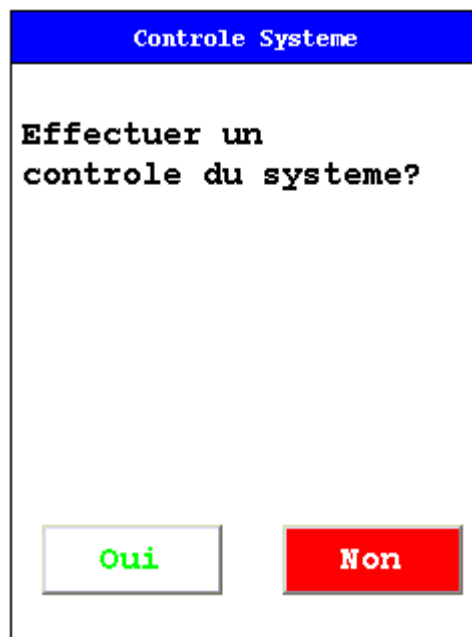 Controle Systeme
Effectuer un
controle du systeme?
Oui
Non